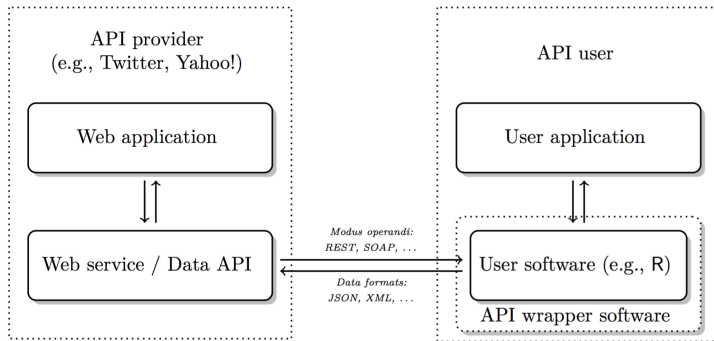 API provider
(e.g., Twitter, Yahoo!)
API user
Web application
User application
Modus operandi:
REST, SOAP, ...
Web service / Data API
User software (e.g., R)
Data formats:
JSON, XML, ...
API wrapper software